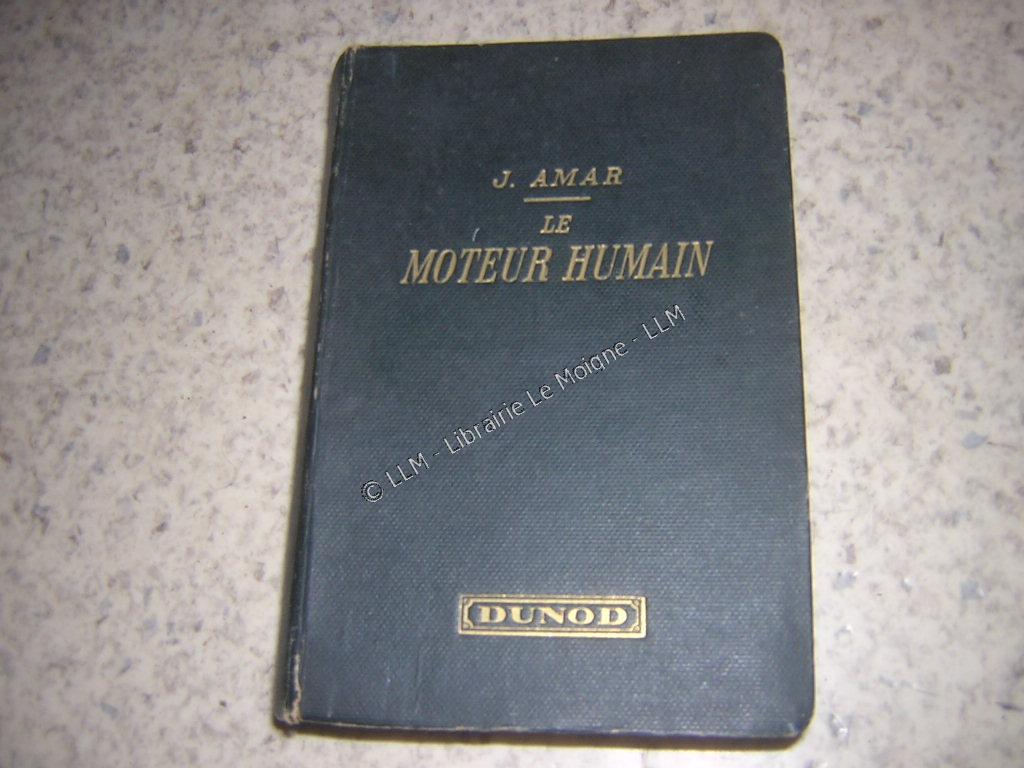 J. AMAR
LE
MOTEUR HUMAIN
© LLM - Librairie Le Moigne - LLM
DUNOD